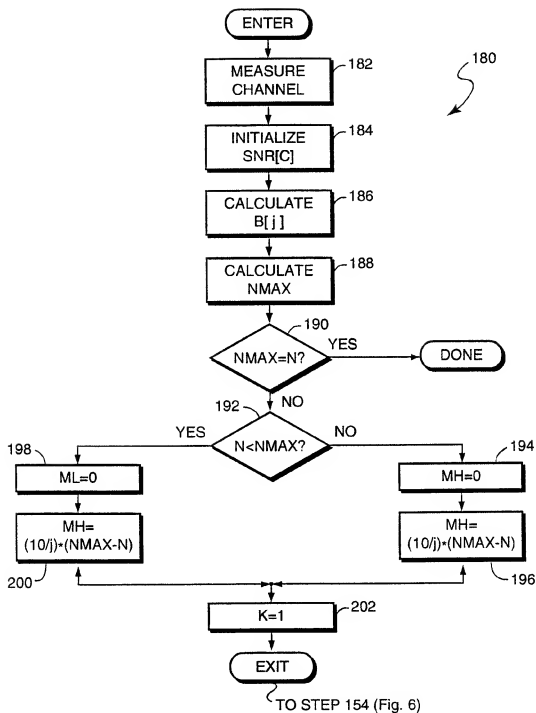 ENTER
180
MEASURE
CHANNEL
182
INITIALIZE
SNR[C]
184
CALCULATE
B[ j ]
186
CALCULATE
NMAX
188
190
NMAX=N?
YES
DONE
NO
192
N<NMAX?
YES
NO
198
ML=0
194
MH=0
MH=
(10/j)*(NMAX-N)
200
MH=
(10/j)*(NMAX-N)
196
K=1
202
EXIT
TO STEP 154 (Fig. 6)